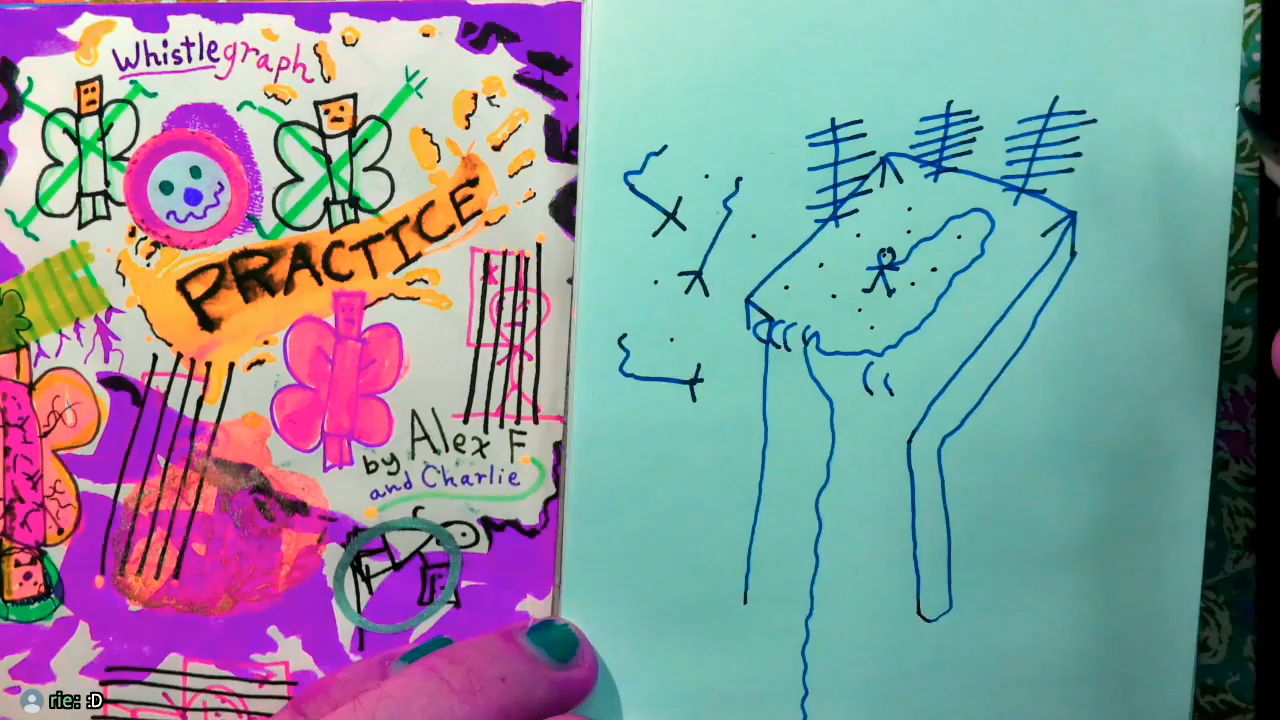 Whistlegraph
PRACTICE
by Alex F
and Charlie
rie: :D